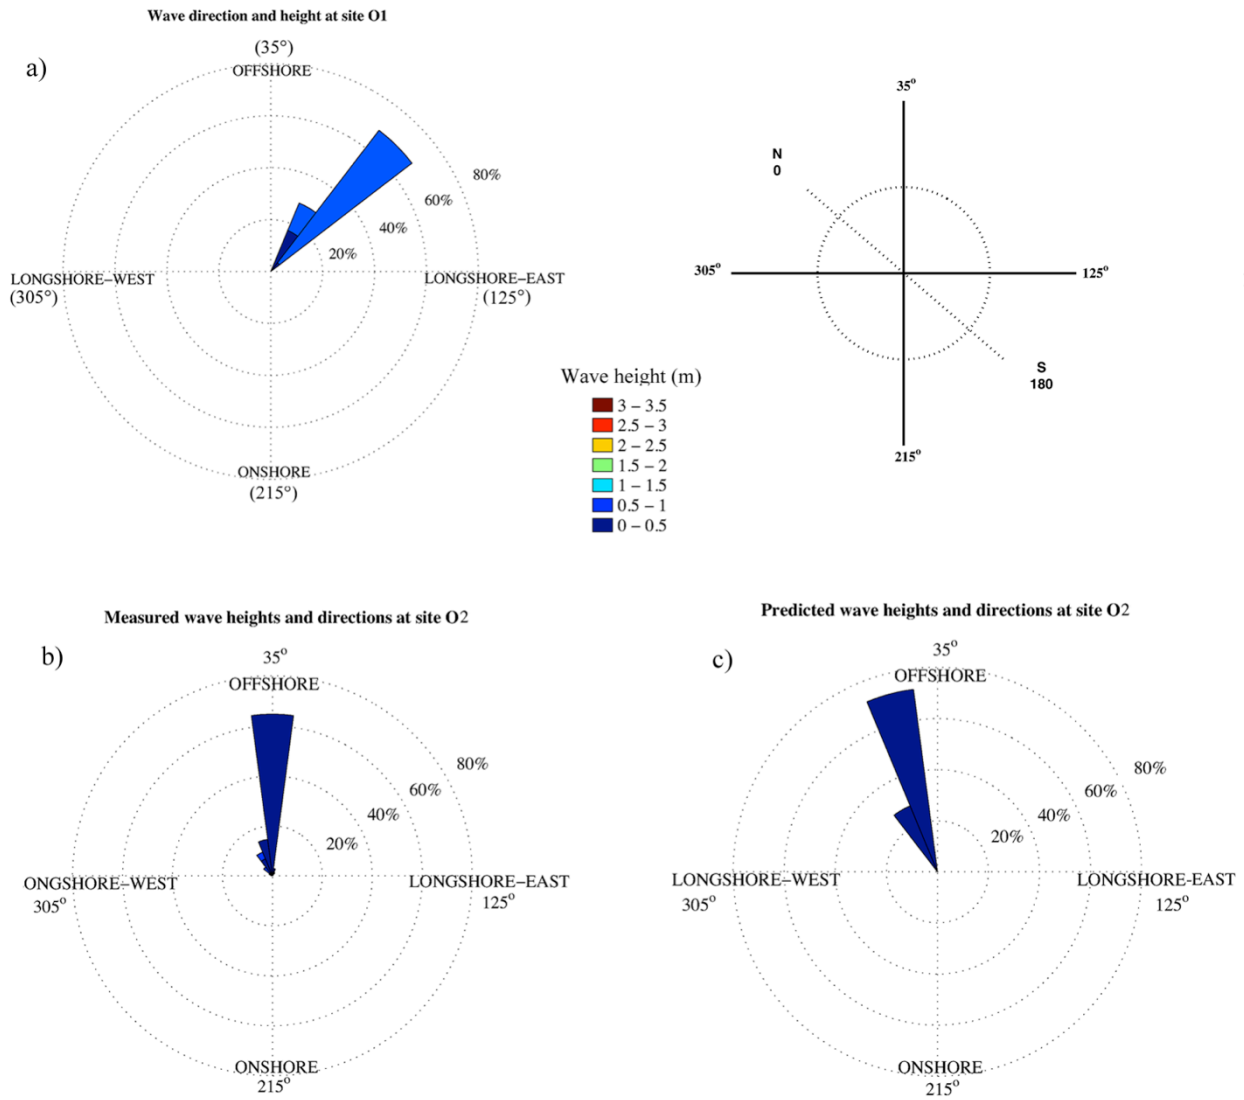 Wave direction and height at site O1
a)
(35°)
OFFSHORE
80%
60%
40%
20%
LONGSHORE–WEST
(305°)
LONGSHORE–EAST
(125°)
ONSHORE
(215°)
35°
N
0
305°
125°
S
180
215°
Wave height (m)
3 – 3.5
2.5 – 3
2 – 2.5
1.5 – 2
1 – 1.5
0.5 – 1
0 – 0.5
Measured wave heights and directions at site O2
b)
35°
OFFSHORE
80%
60%
40%
20%
ONGSHORE–WEST
305°
LONGSHORE–EAST
125°
ONSHORE
215°
Predicted wave heights and directions at site O2
c)
35°
OFFSHORE
80%
60%
40%
20%
LONGSHORE–WEST
305°
LONGSHORE-EAST
125°
ONSHORE
215°